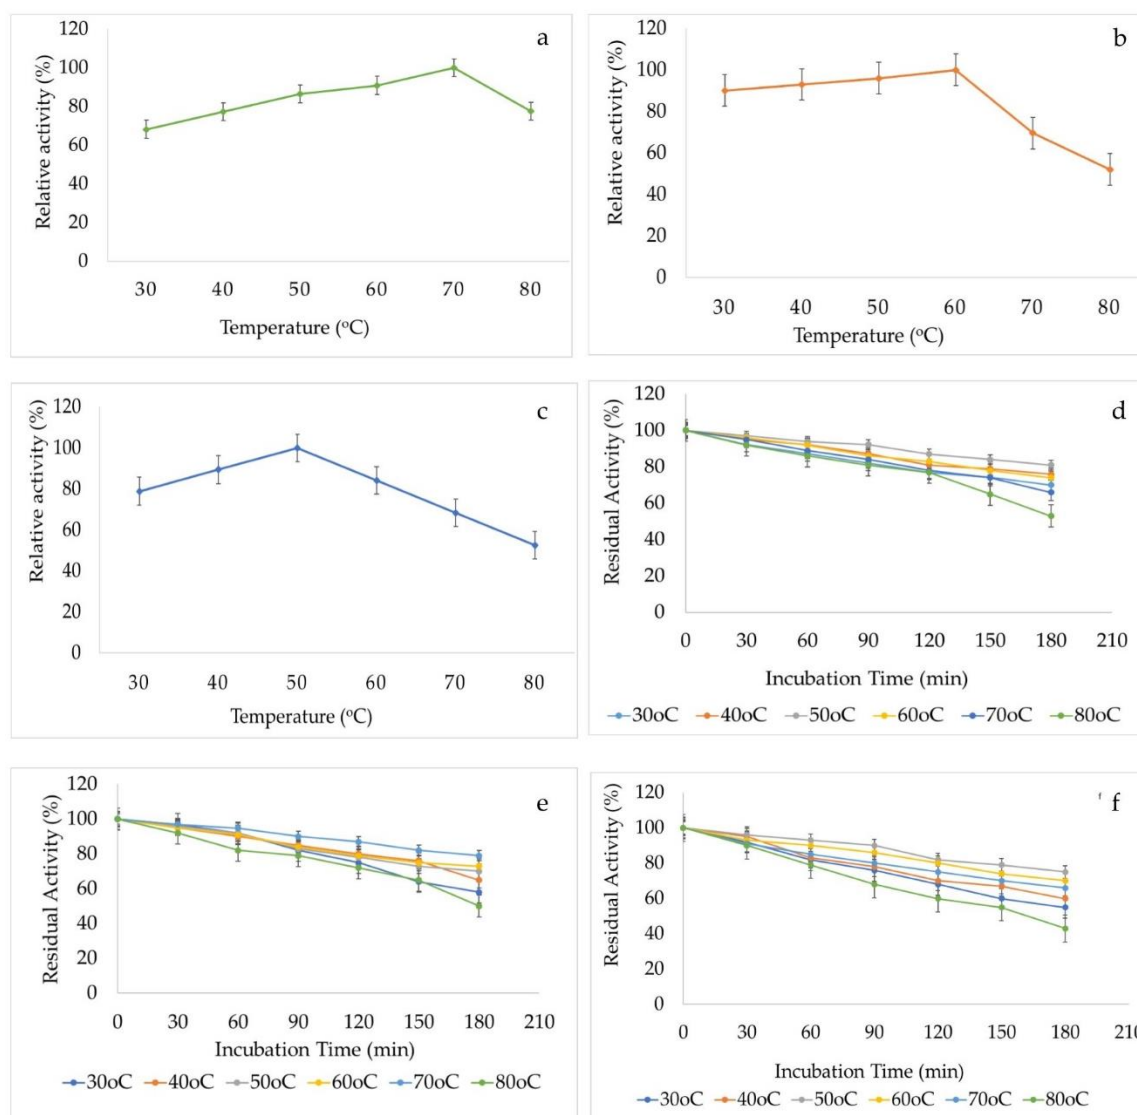 a
Relative activity (%)
120
100
80
60
40
20
0
30 40 50 60 70 80
Temperature (°C)
b
Relative activity (%)
120
100
80
60
40
20
0
30 40 50 60 70 80
Temperature (°C)
c
Relative activity (%)
120
100
80
60
40
20
0
30 40 50 60 70 80
Temperature (°C)
d
Residual Activity (%)
120
100
80
60
40
20
0
0 30 60 90 120 150 180 210
Incubation Time (min)
30oC 40oC 50oC 60oC 70oC 80oC
e
Residual Activity (%)
120
100
80
60
40
20
0
0 30 60 90 120 150 180 210
Incubation Time (min)
30oC 40oC 50oC 60oC 70oC 80oC
f f
Residual Activity (%)
120
100
80
60
40
20
0
0 30 60 90 120 150 180 210
Incubation Time (min)
30oC 40oC 50oC 60oC 70oC 80oC